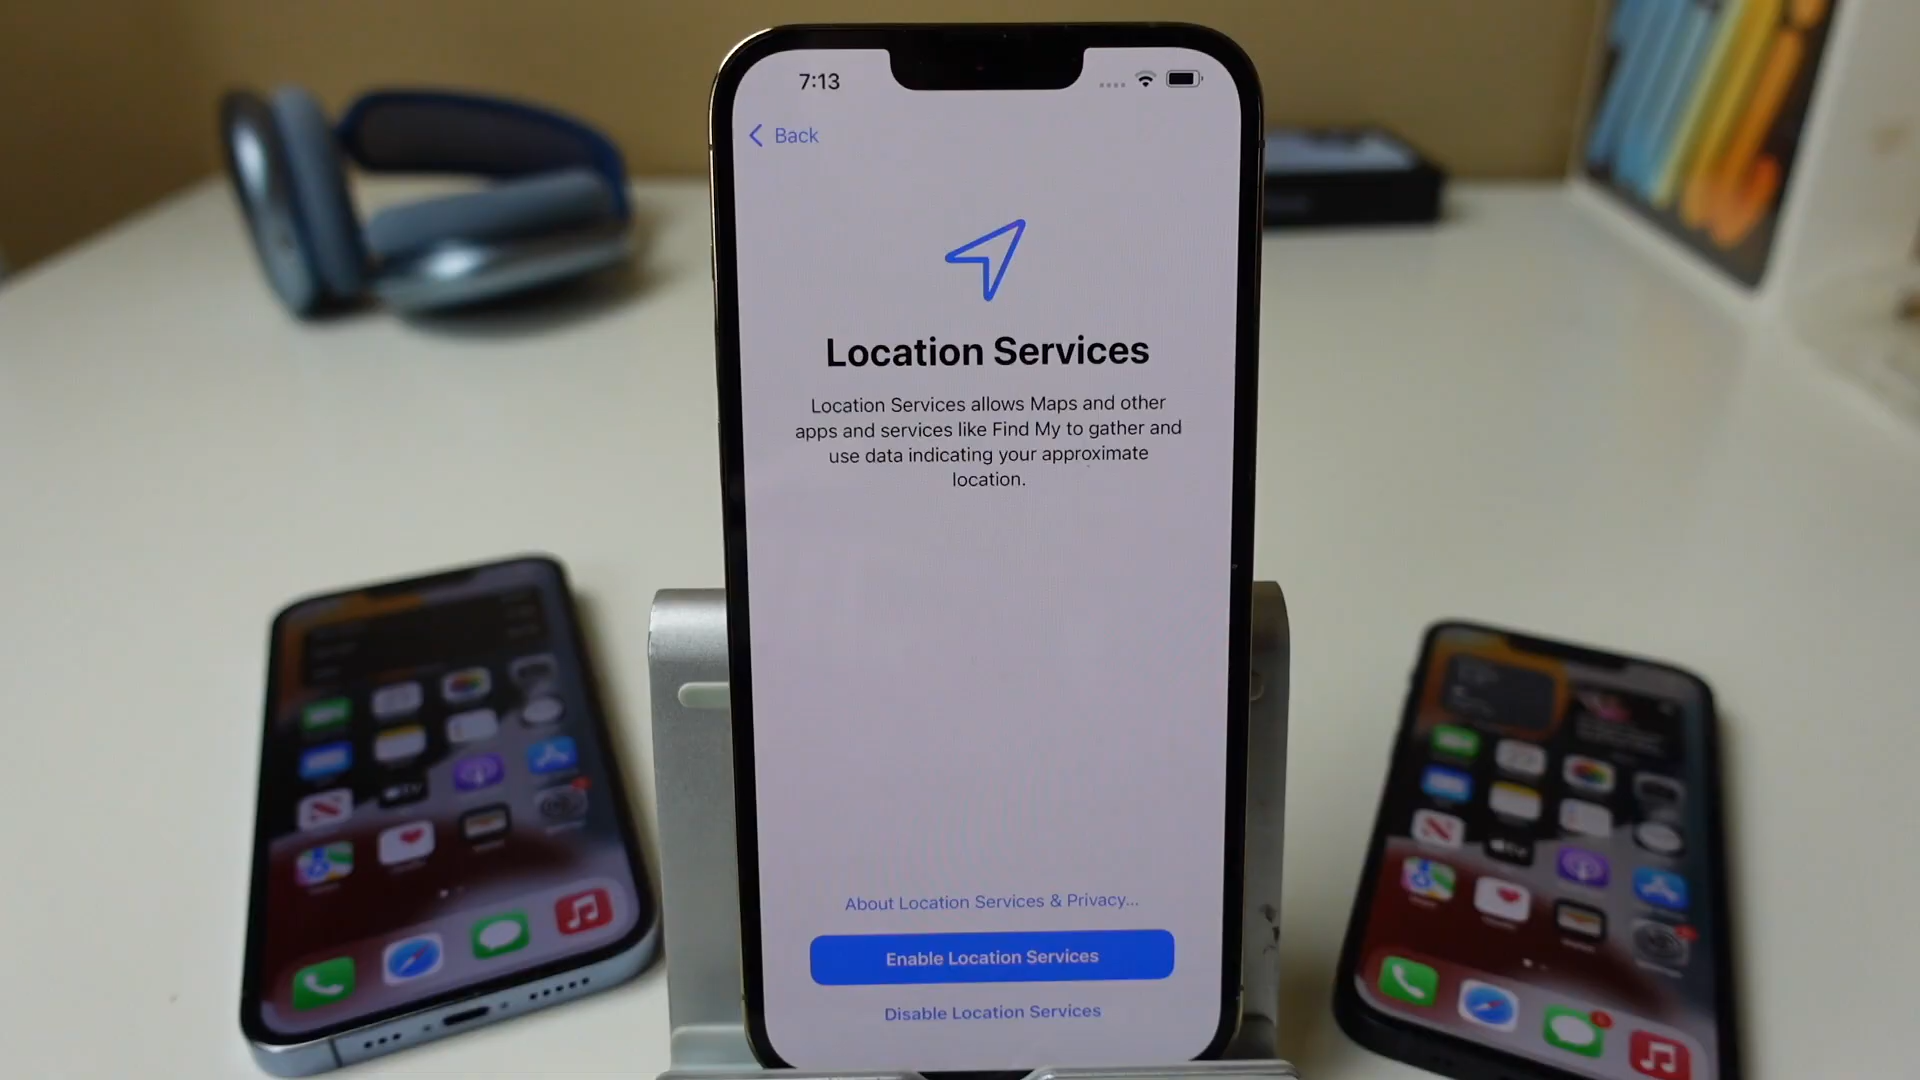 7:13
Back
Location Services
Location Services allows Maps and other
apps and services like Find My to gather and
use data indicating your approximate
location.
About Location Services & Privacy...
Enable Location Services
Disable Location Services